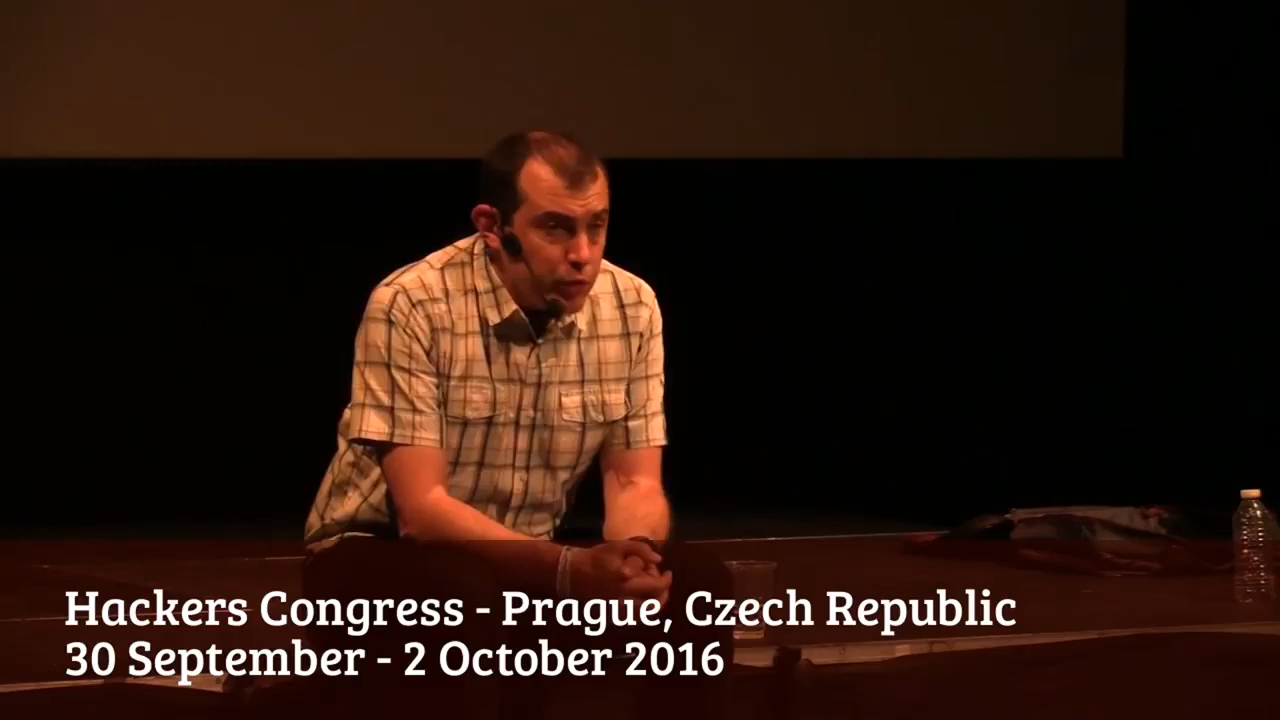 Hackers Congress - Prague, Czech Republic
30 September - 2 October 2016